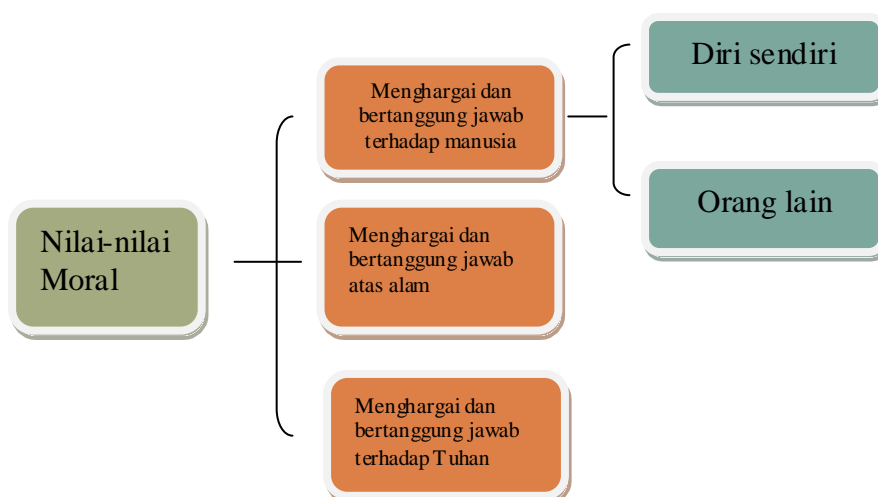 Nilai-nilai
Moral
Menghargai dan
bertanggung jawab
terhadap manusia
Diri sendiri
Orang lain
Menghargai dan
bertanggung jawab
atas alam
Menghargai dan
bertanggung jawab
terhadap Tuhan